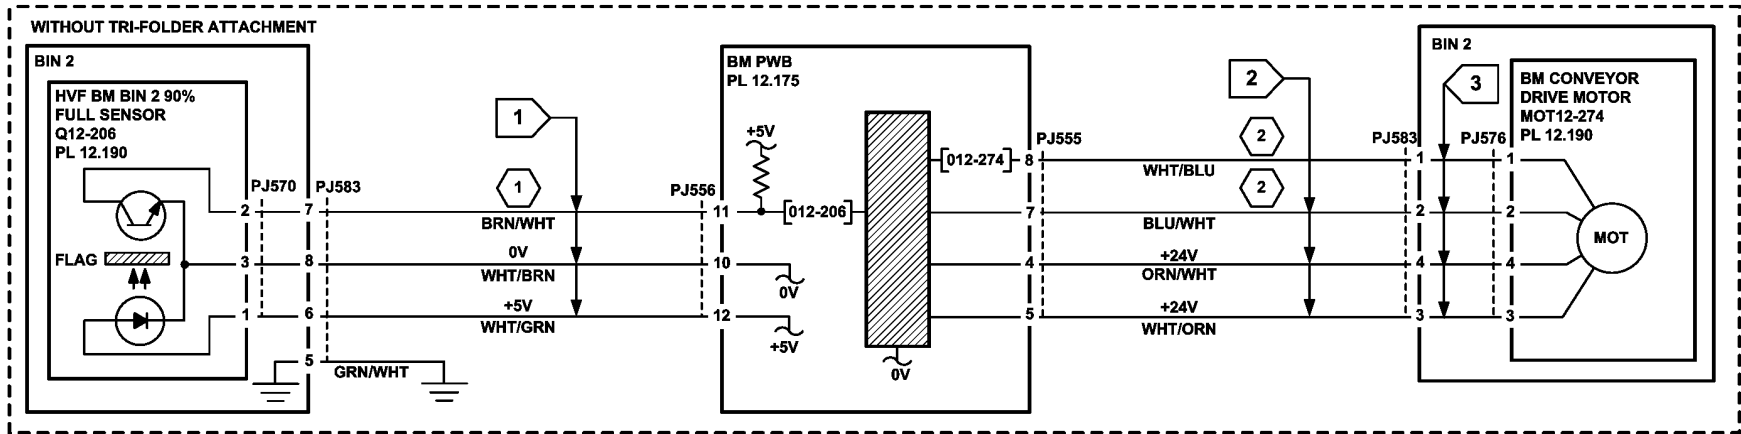 WITHOUT TRI-FOLDER ATTACHMENT
BIN 2
HVF BM BIN 2 90%
FULL SENSOR
Q12-206
PL 12.190
FLAG
PJ570
PJ583
2
7
3
8
1
6
5
GRN/WHT
1
1
BRN/WHT
0V
WHT/BRN
+5V
WHT/GRN
PJ556
11
10
12
BM PWB
PL 12.175
+5V
012-206
0V
+5V
012-274
0V
8
7
4
5
PJ555
WHT/BLU
BLU/WHT
+24V
ORN/WHT
+24V
WHT/ORN
2
2
2
BIN 2
3
PJ583
PJ576
1
1
2
2
4
4
3
3
BM CONVEYOR
DRIVE MOTOR
MOT12-274
PL 12.190
MOT